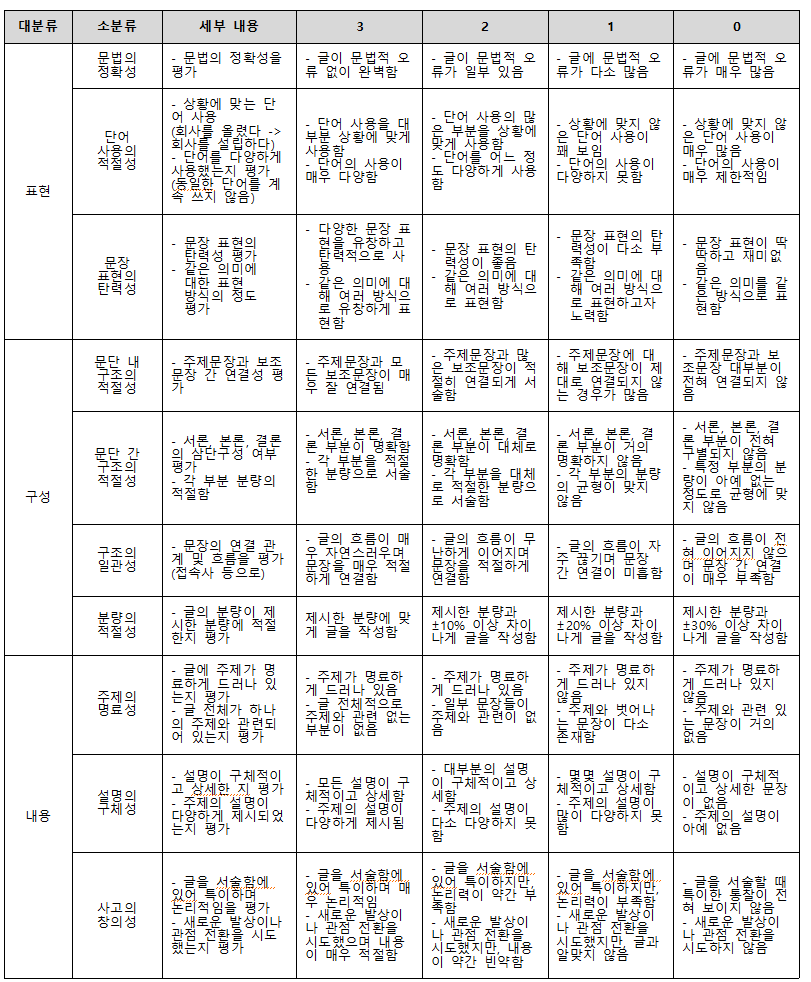 대분류 소분류 세부 내용 3 2 1 0
표현
문법의
정확성
- 문법의 정확성을
평가
- 글이 문법적 오
류 없이 완벽함
- 글이 문법적 오
류가 일부 있음
- 글에 문법적 오
류가 다소 많음
- 글에 문법적 오
류가 매우 많음
단어
사용의
적절성
- 상황에 맞는 단
어 사용
(회사를 올렸다 ->
회사를 설립하다)
- 단어를 다양하게
사용했는지 평가
(동일한 단어를 계
속 쓰지 않음)
- 단어 사용을 대
부분 상황에 맞게
사용함
- 단어의 사용이
매우 다양함
- 단어 사용의 많
은 부분을 상황에
맞게 사용함
- 단어를 어느 정
도 다양하게 사용
함
- 상황에 맞지 않
은 단어 사용이
꽤 보임
- 단어의 사용이
다양하지 못함
- 상황에 맞지 않
은 단어 사용이
매우 많음
- 단어의 사용이
매우 제한적임
문장
표현의
탄력성
- 문장 표현의
탄력성 평가
- 같은 의미에
대한 표현
방식의 정도
평가
- 다양한 문장 표
현을 유창하고
탄력적으로 사
용
- 같은 의미에 대
해 여러 방식으
로 유창하게 표
현함
- 문장 표현의 탄
력성이 좋음
- 같은 의미에 대
해 여러 방식으
로 표현함
- 문장 표현의 탄
력성이 다소 부
족함
- 같은 의미에 대
해 여러 방식으
로 표현하고자
노력함
- 문장 표현이 딱
딱하고 재미없
음
- 같은 의미를 같
은 방식으로 표
현함
구성
문단 내
구조의
적절성
- 주제문장과 보조
문장 간 연결성 평
가
- 주제문장과 모
든 보조문장이 매
우 잘 연결됨
- 주제문장과 많
은 보조문장이 적
절히 연결되게 서
술함
- 주제문장에 대
해 보조문장이 제
대로 연결되지 않
는 경우가 많음
- 주제문장과 보
조문장 대부분이
전혀 연결되지 않
음
문단 간
구조의
적절성
- 서론, 본론, 결론
의 삼단구성 여부
평가
- 각 부분 분량의
적절함
- 서론, 본론, 결
론 부분이 명확함
- 각 부분을 적절
한 분량으로 서술
함
- 서론, 본론, 결
론 부분이 대체로
명확함
- 각 부분을 대체
로 적절한 분량으
로 서술함
- 서론, 본론, 결
론 부분이 거의
명확하지 않음
- 각 부분의 분량
의 균형이 맞지
않음
- 서론, 본론, 결
론 부분이 전혀
구별되지 않음
- 특정 부분의 분
량이 아예 없는
정도로 균형에 맞
지 않음
구조의
일관성
- 문장의 연결 관
계 및 흐름을 평가
(접속사 등으로)
- 글의 흐름이 매
우 자연스러우며
문장을 매우 적절
하게 연결함
- 글의 흐름이 무
난하게 이어지며
문장을 적절하게
연결함
- 글의 흐름이 자
주 끊기며 문장
간 연결이 미흡함
- 글의 흐름이 전
혀 이어지지 않으
며 문장 간 연결
이 매우 부족함
분량의
적절성
- 글의 분량이 제
시한 분량에 적절
한지 평가
제시한 분량에 맞
게 글을 작성함
제시한 분량과
±10% 이상 차이
나게 글을 작성함
제시한 분량과
±20% 이상 차이
나게 글을 작성함
제시한 분량과
±30% 이상 차이
나게 글을 작성함
내용
주제의
명료성
- 글에 주제가 명
료하게 드러나 있
는지 평가
- 글 전체가 하나
의 주제와 관련되
어 있는지 평가
- 주제가 명료하
게 드러나 있음
- 글 전체적으로
주제와 관련 없는
부분이 없음
- 주제가 명료하
게 드러나 있음
- 일부 문장들이
주제와 관련이 없
음
- 주제가 명료하
게 드러나 있지
않음
- 주제와 벗어나
는 문장이 다소
존재함
- 주제가 명료하
게 드러나 있지
않음
- 주제와 관련 있
는 문장이 거의
없음
설명의
구체성
- 설명이 구체적이
고 상세한 지 평가
- 주제의 설명이
다양하게 제시되었
는지 평가
- 모든 설명이 구
체적이고 상세함
- 주제의 설명이
다양하게 제시됨
- 대부분의 설명
이 구체적이고 상
세함
- 주제의 설명이
다소 다양하지 못
함
- 몇몇 설명이 구
체적이고 상세함
- 주제의 설명이
많이 다양하지 못
함
- 설명이 구체적
이고 상세한 문장
이 없음
- 주제의 설명이
아예 없음
사고의
창의성
- 글을 서술함에
있어 특이하며
논리적임을 평가
- 새로운 발상이나
관점 전환을 시도
했는지 평가
- 글을 서술함에
있어 특이하며 매
우 논리적임
- 새로운 발상이
나 관점 전환을
시도했으며 내용
이 매우 적절함
- 글을 서술함에
있어 특이하지만,
논리력이 약간 부
족함
- 새로운 발상이
나 관점 전환을
시도했지만, 내용
이 약간 빈약함
- 글을 서술함에
있어 특이하지만,
논리력이 부족함
- 새로운 발상이
나 관점 전환을
시도했지만, 글과
알맞지 않음
- 글을 서술할 때
특이한 통찰이 전
혀 보이지 않음
- 새로운 발상이
나 관점 전환을
시도하지 않음